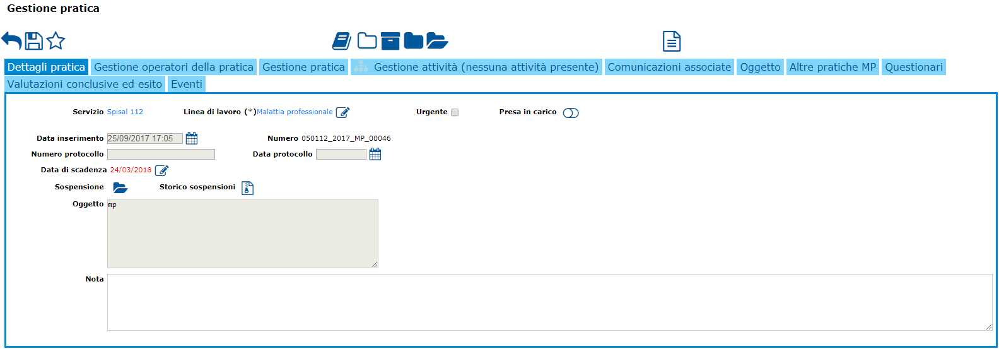 Gestione pratica
Dettagli pratica Gestione operatori della pratica Gestione pratica Gestione attività (nessuna attività presente) Comunicazioni associate Oggetto Altre pratiche MP Questionari
Valutazioni conclusive ed esito Eventi
Servizio Spisal 112 Linea di lavoro (*)Malattia professionale Urgente Presa in carico
Data inserimento 25/09/2017 17:05 Numero 050112_2017_MP_00046
Numero protocollo Data protocollo
Data di scadenza 24/03/2018
Sospensione Storico sospensioni
Oggetto mp
Nota